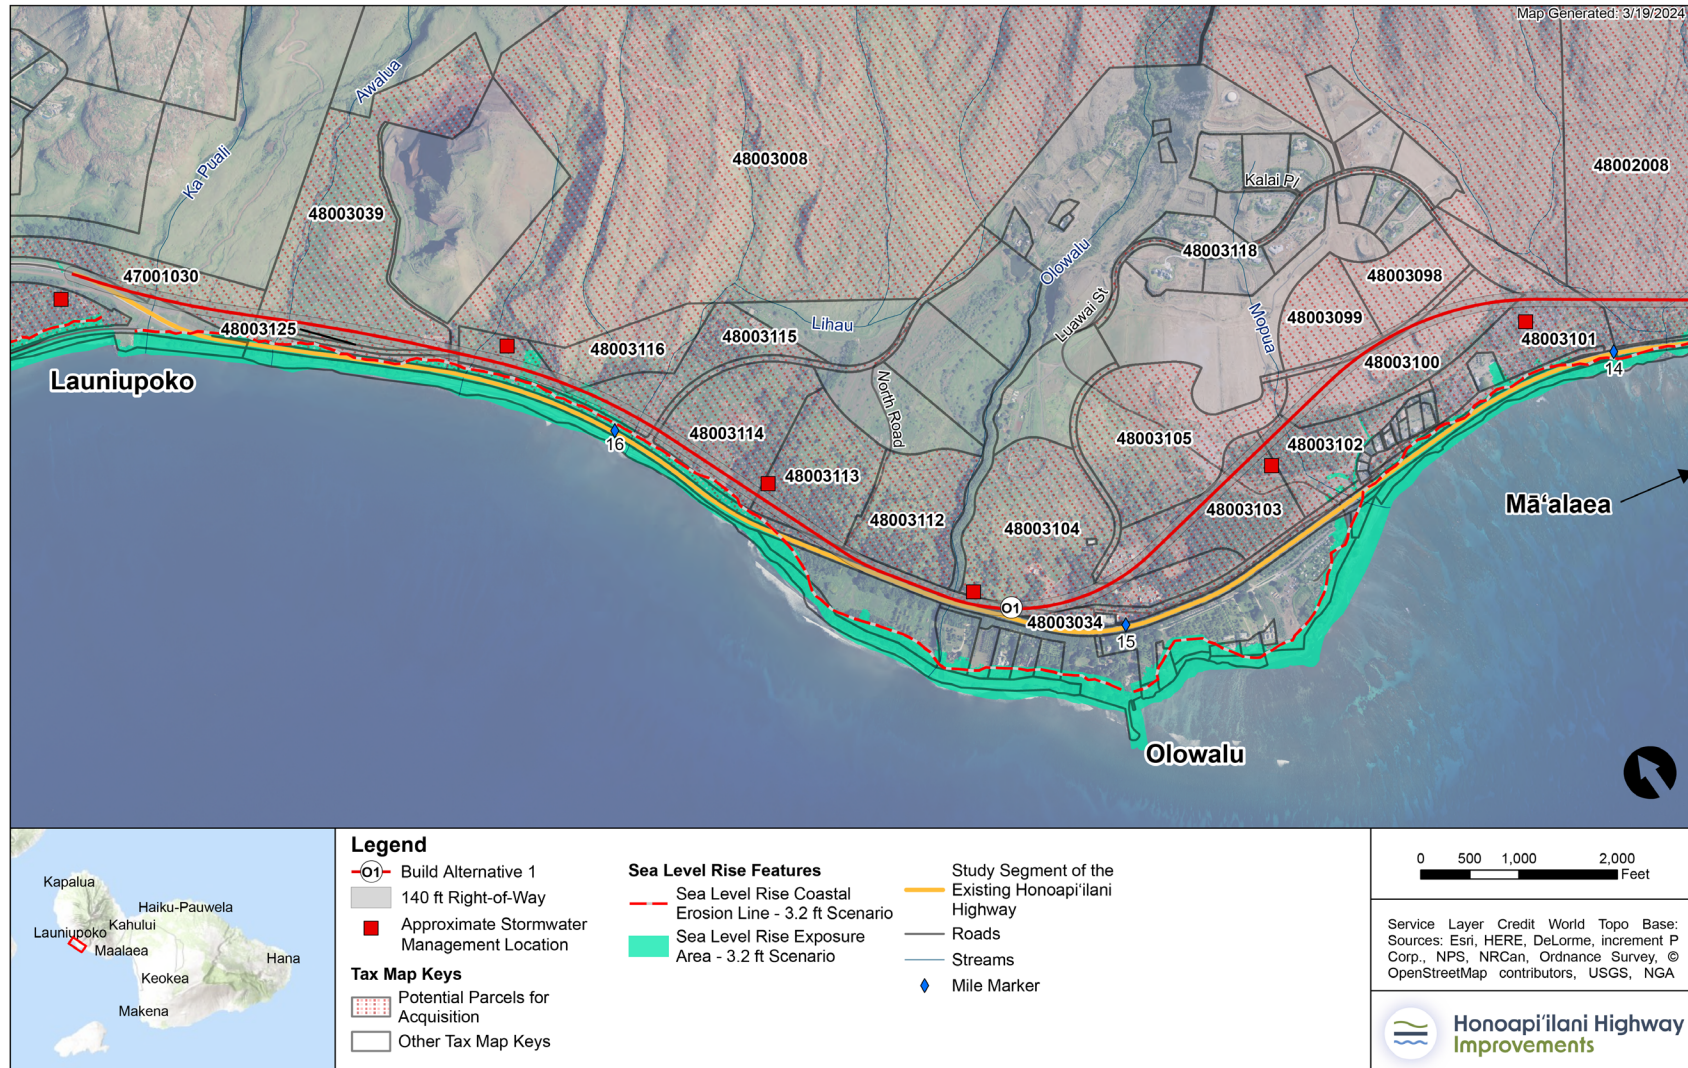 Map Generated: 3/19/2024
Awalua
Ka Puali
48003008
48002008
Kalai Pl
48003039
48003118
Olowalu
47001030
48003098
Luawai St
Mopua
48003099
48003125
Lihau
48003115
48003116
48003101
48003100
14
Launiupoko
North Road
48003114
48003105
48003102
16
48003113
48003103
Mā‘alaea
48003112
48003104
O1
48003034
15
Olowalu
Kapalua
Haiku-Pauwela
Kahului
Launiupoko
Maalaea
Hana
Keokea
Makena
Legend
O1 Build Alternative 1
140 ft Right-of-Way
Approximate Stormwater
Management Location
Tax Map Keys
Potential Parcels for
Acquisition
Other Tax Map Keys
Sea Level Rise Features
Sea Level Rise Coastal
Erosion Line - 3.2 ft Scenario
Sea Level Rise Exposure
Area - 3.2 ft Scenario
Study Segment of the
Existing Honoapi‘ilani
Highway
Roads
Streams
Mile Marker
0 500 1,000 2,000
Feet
Service Layer Credit World Topo Base:
Sources: Esri, HERE, DeLorme, increment P
Corp., NPS, NRCan, Ordnance Survey, ©
OpenStreetMap contributors, USGS, NGA
Honoapi‘ilani Highway
Improvements